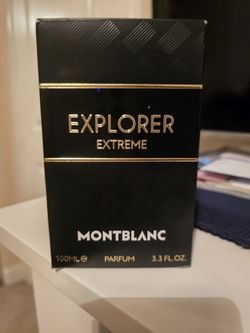 EXPLORER
EXTREME
MONTBLANC
100ML ℮ PARFUM 3.3 FL.OZ.